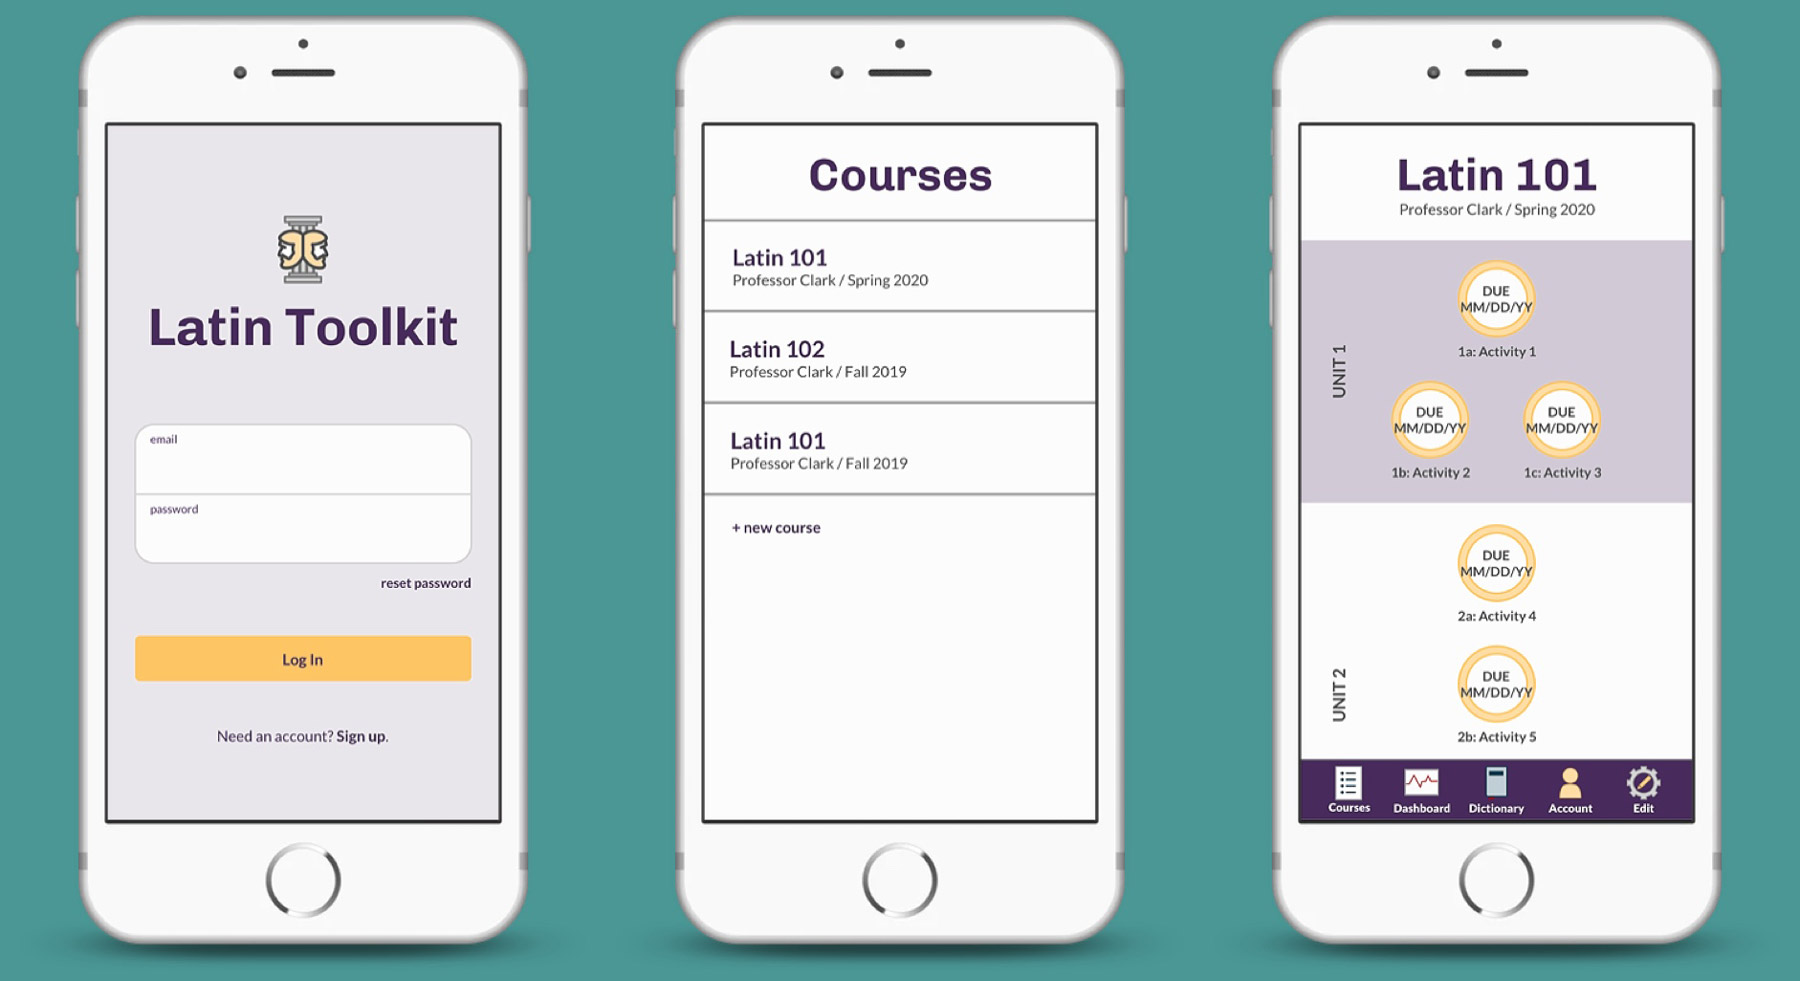 Latin Toolkit
email
password
reset password
Log In
Need an account? Sign up.
Courses
Latin 101
Professor Clark / Spring 2020
Latin 102
Professor Clark / Fall 2019
Latin 101
Professor Clark / Fall 2019
+ new course
Latin 101
Professor Clark / Spring 2020
UNIT 1
DUE
MM/DD/YY
1a: Activity 1
DUE
MM/DD/YY
1b: Activity 2
DUE
MM/DD/YY
1c: Activity 3
UNIT 2
DUE
MM/DD/YY
2a: Activity 4
DUE
MM/DD/YY
2b: Activity 5
Courses
Dashboard
Dictionary
Account
Edit